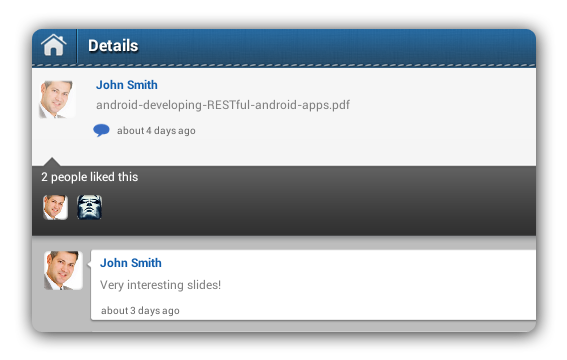 Details
John Smith
android-developing-RESTful-android-apps.pdf
about 4 days ago
2 people liked this
John Smith
Very interesting slides!
about 3 days ago